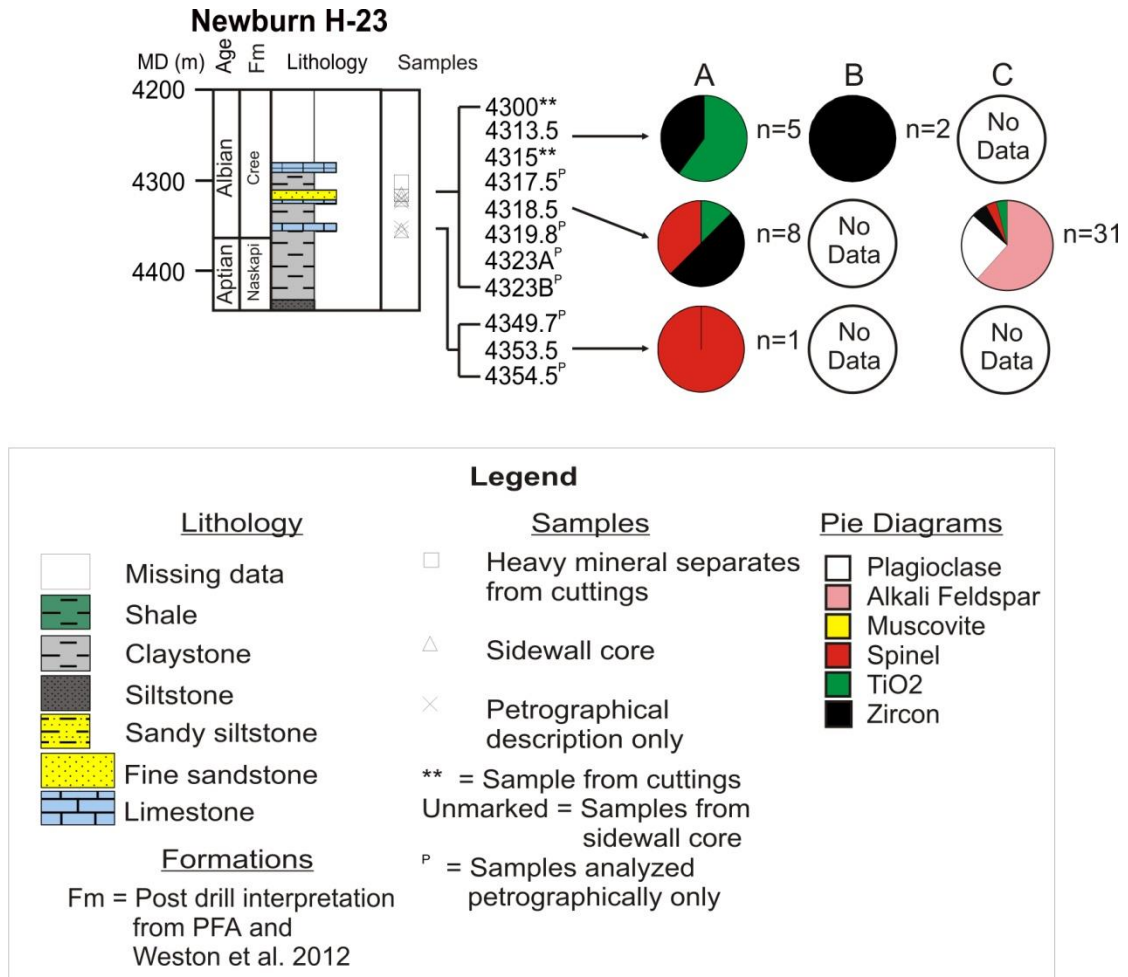 Newburn H-23
MD (m)
Age
Fm
Lithology
Samples
A
B
C
4200
4300
4400
Albian
Aptian
Cree
Naskapi
4300**
4313.5
4315**
4317.5ᴾ
4318.5
4319.8ᴾ
4323Aᴾ
4323Bᴾ
4349.7ᴾ
4353.5
4354.5ᴾ
n=5
n=2
No
Data
n=8
No
Data
n=31
n=1
No
Data
No
Data
Legend
Lithology
Missing data
Shale
Claystone
Siltstone
Sandy siltstone
Fine sandstone
Limestone
Formations
Fm = Post drill interpretation
from PFA and
Weston et al. 2012
Samples
Heavy mineral separates
from cuttings
Sidewall core
Petrographical
description only
** = Sample from cuttings
Unmarked = Samples from
sidewall core
ᴾ = Samples analyzed
petrographically only
Pie Diagrams
Plagioclase
Alkali Feldspar
Muscovite
Spinel
TiO2
Zircon